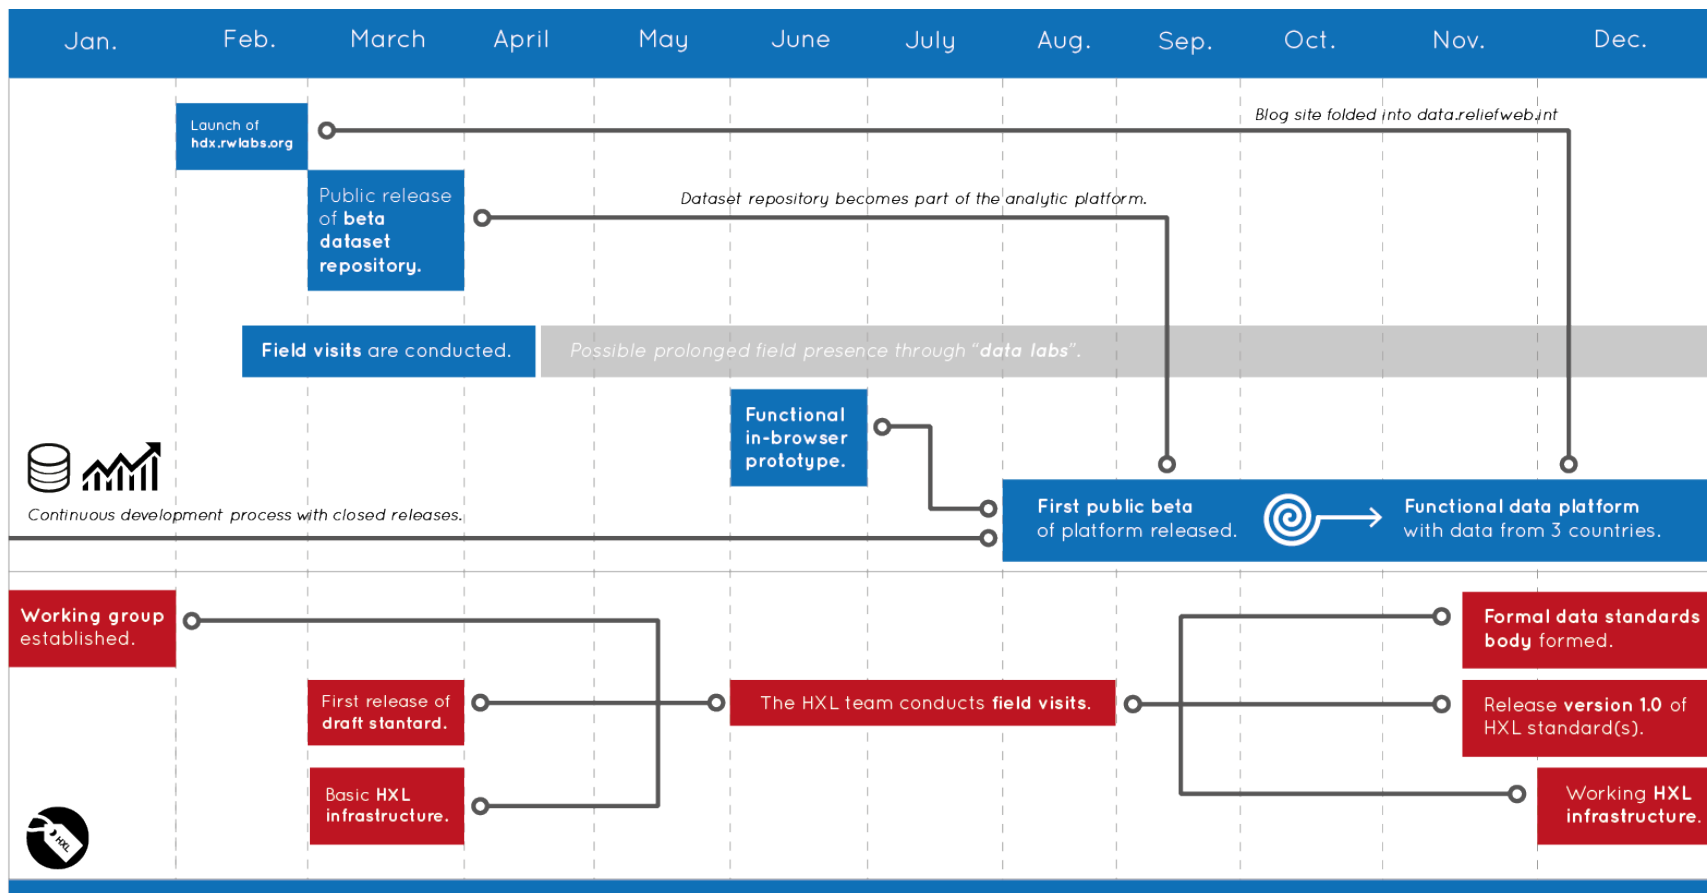 Jan. Feb. March April May June July Aug. Sep. Oct. Nov. Dec.
Launch of
hdx.rwlabs.org
Blog site folded into data.reliefweb.int
Public release
of beta
dataset
repository.
Dataset repository becomes part of the analytic platform.
Field visits are conducted.
Possible prolonged field presence through “data labs”.
Functional
in-browser
prototype.
Continuous development process with closed releases.
First public beta
of platform released.
Functional data platform
with data from 3 countries.
Working group
established.
Formal data standards
body formed.
First release of
draft stantard.
The HXL team conducts field visits.
Release version 1.0 of
HXL standard(s).
Basic HXL
infrastructure.
Working HXL
infrastructure.
HXL